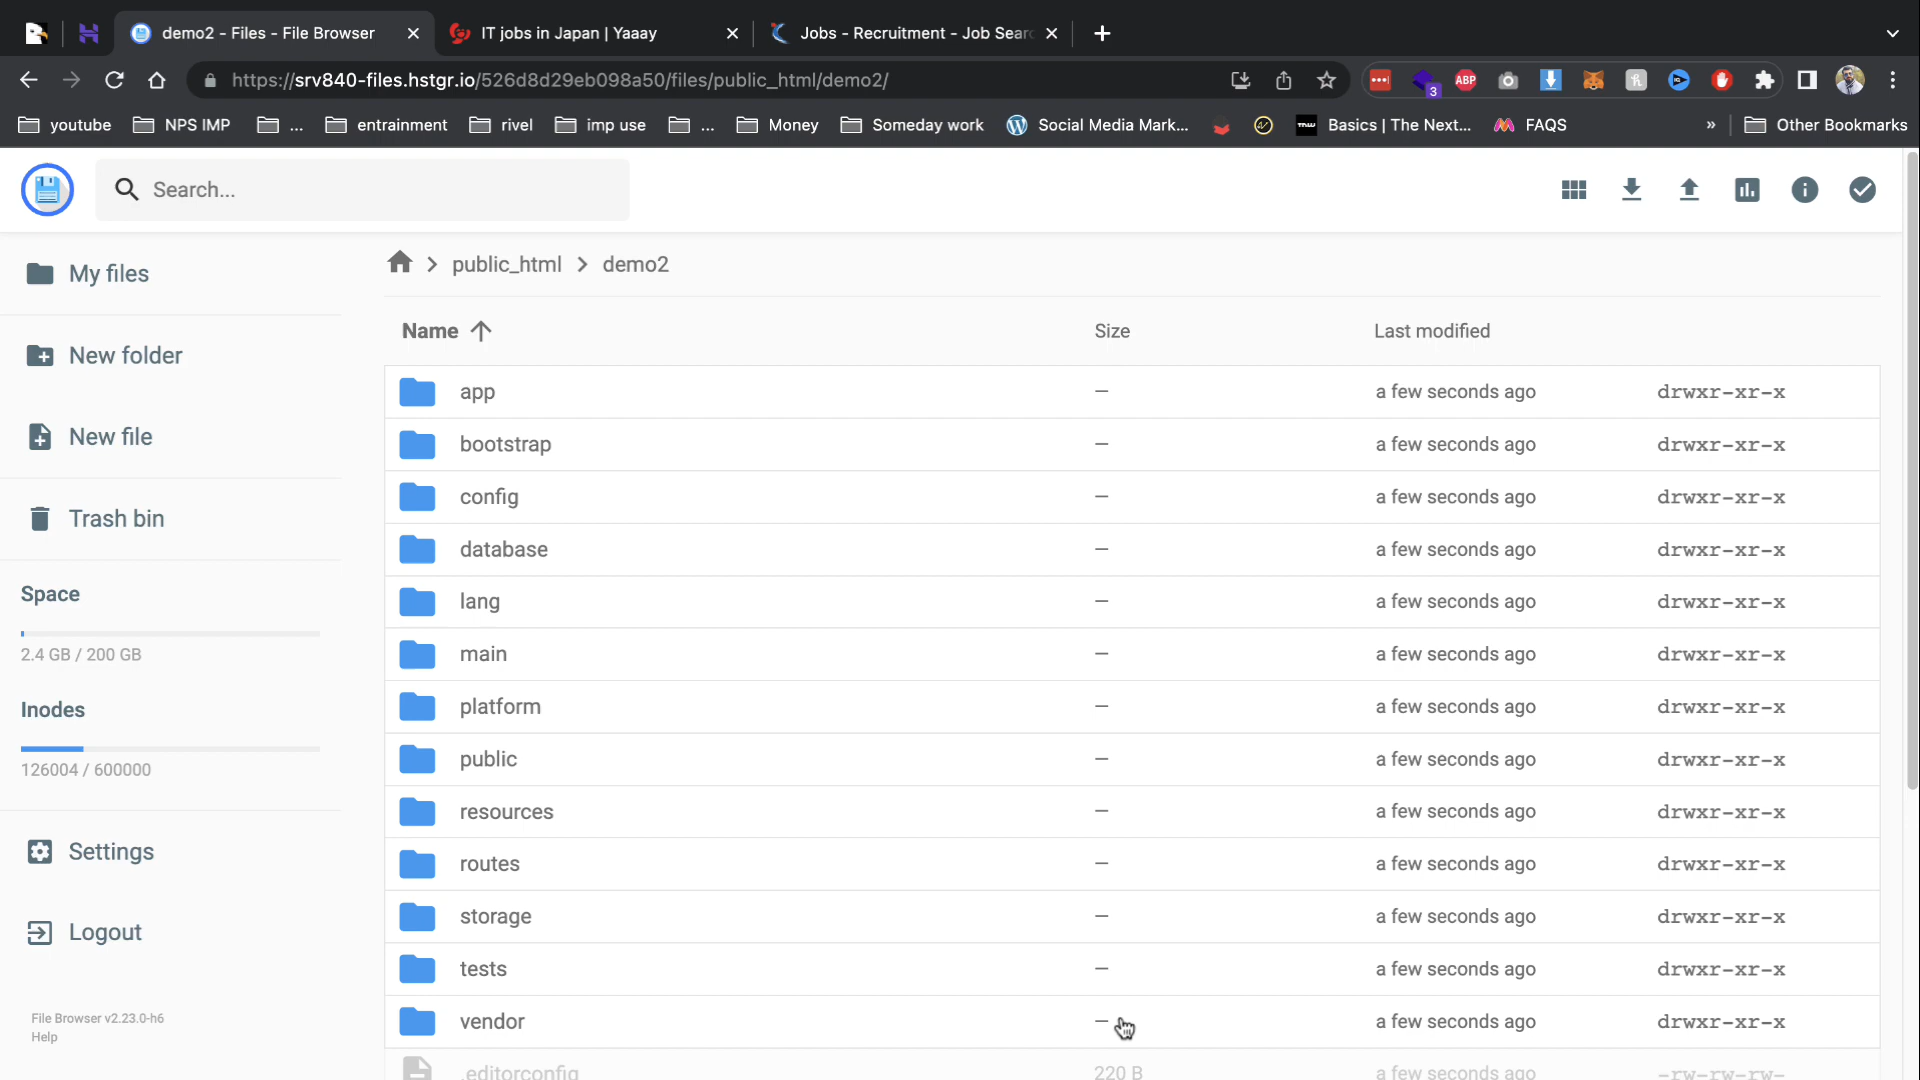 demo2 - Files - File Browser
IT jobs in Japan | Yaaay
Jobs - Recruitment - Job Sear
https://srv840-files.hstgr.io/526d8d29eb098a50/files/public_html/demo2/
3
ABP
youtube
NPS IMP
...
entrainment
rivel
imp use
...
Money
Someday work
Social Media Mark...
Basics | The Next...
FAQS
»
Other Bookmarks
Search...
My files
New folder
New file
Trash bin
Space
2.4 GB / 200 GB
Inodes
126004 / 600000
Settings
Logout
File Browser v2.23.0-h6
Help
public_html > demo2
Name Size Last modified
app — a few seconds ago drwxr-xr-x
bootstrap — a few seconds ago drwxr-xr-x
config — a few seconds ago drwxr-xr-x
database — a few seconds ago drwxr-xr-x
lang — a few seconds ago drwxr-xr-x
main — a few seconds ago drwxr-xr-x
platform — a few seconds ago drwxr-xr-x
public — a few seconds ago drwxr-xr-x
resources — a few seconds ago drwxr-xr-x
routes — a few seconds ago drwxr-xr-x
storage — a few seconds ago drwxr-xr-x
tests — a few seconds ago drwxr-xr-x
vendor — a few seconds ago drwxr-xr-x
.editorconfig 220 B a few seconds ago -rw-rw-rw-